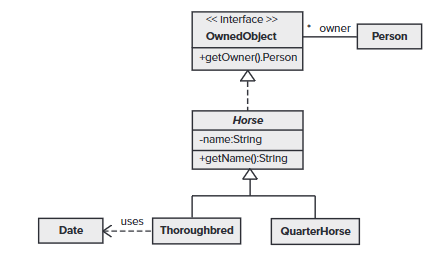 << Interface >>
OwnedObject
* owner
Person
+getOwner().Person
Horse
-name:String
+getName():String
uses
Date
Thoroughbred
QuarterHorse